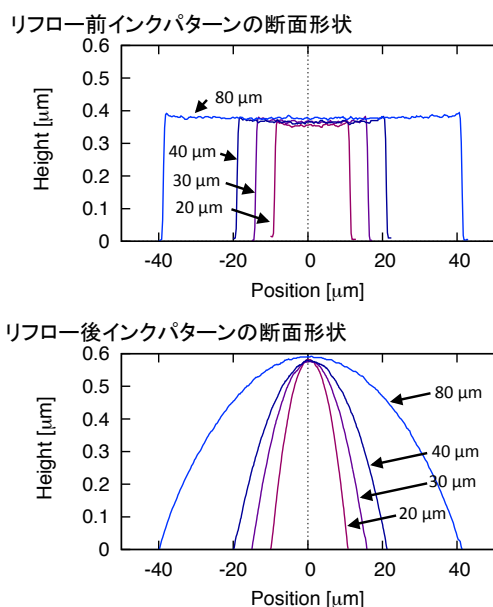 リフロー前インクパターンの断面形状
0.6
0.5
0.4
0.3
0.2
0.1
0
Height [μm]
80 μm
40 μm
30 μm
20 μm
-40 -20 0 20 40
Position [μm]
リフロー後インクパターンの断面形状
0.6
0.5
0.4
0.3
0.2
0.1
0
Height [μm]
80 μm
40 μm
30 μm
20 μm
-40 -20 0 20 40
Position [μm]